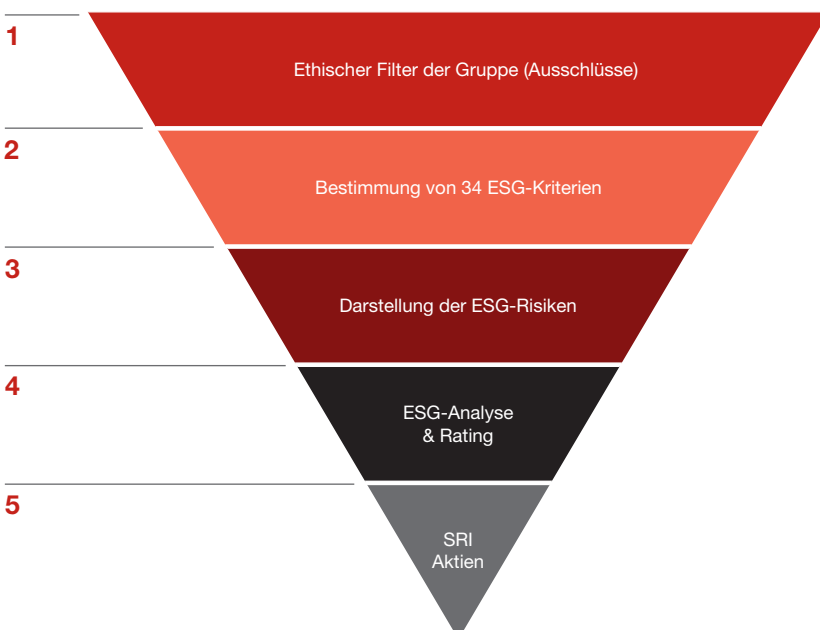 1
Ethischer Filter der Gruppe (Ausschlüsse)
2
Bestimmung von 34 ESG-Kriterien
3
Darstellung der ESG-Risiken
4
ESG-Analyse
& Rating
5
SRI
Aktien